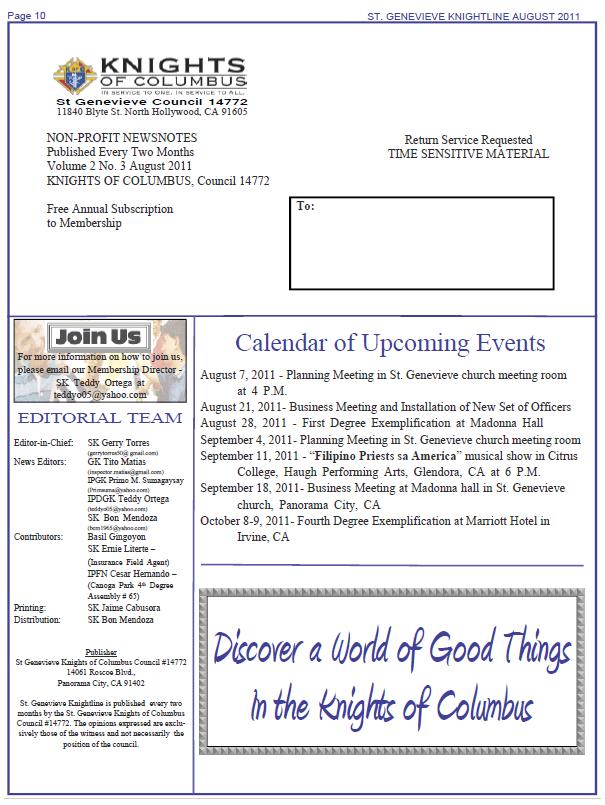 Page 10
ST. GENEVIEVE KNIGHTLINE AUGUST 2011
KNIGHTS
OF COLUMBUS
IN SERVICE TO ONE. IN SERVICE TO ALL.
St Genevieve Council 14772
11840 Blyte St. North Hollywood, CA 91605
NON-PROFIT NEWSNOTES
Published Every Two Months
Volume 2 No. 3 August 2011
KNIGHTS OF COLUMBUS, Council 14772
Free Annual Subscription
to Membership
Return Service Requested
TIME SENSITIVE MATERIAL
To:
Join Us
For more information on how to join us,
please email our Membership Director -
SK Teddy Ortega at
teddyo05@yahoo.com
EDITORIAL TEAM
Editor-in-Chief: SK Gerry Torres
(gerrytorres50@gmail.com)
News Editors: GK Tito Matias
(inspector.matias@gmail.com)
IPGK Primo M. Sumagaysay
(Primsuma@yahoo.com)
IPDGK Teddy Ortega
(teddyo05@yahoo.com)
SK Bon Mendoza
(bcm1965@yahoo.com)
Contributors: Basil Gingoyon
SK Ernie Literte –
(Insurance Field Agent)
IPFN Cesar Hernando –
(Canoga Park 4th Degree
Assembly # 65)
Printing: SK Jaime Cabusora
Distribution: SK Bon Mendoza
Publisher
St Genevieve Knights of Columbus Council #14772
14061 Roscoe Blvd.,
Panorama City, CA 91402
St. Genevieve Knightline is published every two
months by the St. Genevieve Knights of Columbus
Council #14772. The opinions expressed are exclu-
sively those of the witness and not necessarily the
position of the council.
Calendar of Upcoming Events
August 7, 2011 - Planning Meeting in St. Genevieve church meeting room
at 4 P.M.
August 21, 2011- Business Meeting and Installation of New Set of Officers
August 28, 2011 - First Degree Exemplification at Madonna Hall
September 4, 2011- Planning Meeting in St. Genevieve church meeting room
September 11, 2011 - “Filipino Priests sa America” musical show in Citrus
College, Haugh Performing Arts, Glendora, CA at 6 P.M.
September 18, 2011- Business Meeting at Madonna hall in St. Genevieve
church, Panorama City, CA
October 8-9, 2011- Fourth Degree Exemplification at Marriott Hotel in
Irvine, CA
Discover a World of Good Things
In the Knights of Columbus